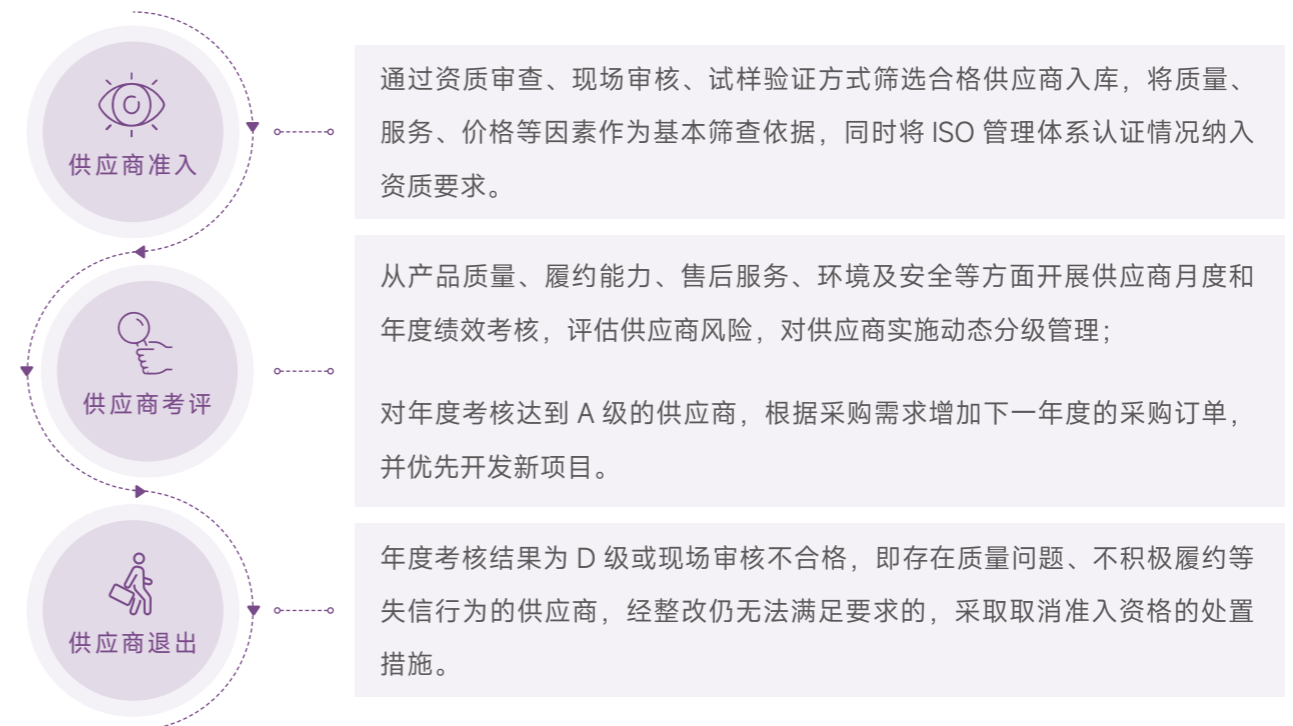 供应商准入
通过资质审查、现场审核、试样验证方式筛选合格供应商入库，将质量、
服务、价格等因素作为基本筛查依据，同时将 ISO 管理体系认证情况纳入
资质要求。
供应商考评
从产品质量、履约能力、售后服务、环境及安全等方面开展供应商月度和
年度绩效考核，评估供应商风险，对供应商实施动态分级管理；
对年度考核达到 A 级的供应商，根据采购需求增加下一年度的采购订单，
并优先开发新项目。
供应商退出
年度考核结果为 D 级或现场审核不合格，即存在质量问题、不积极履约等
失信行为的供应商，经整改仍无法满足要求的，采取取消准入资格的处置
措施。